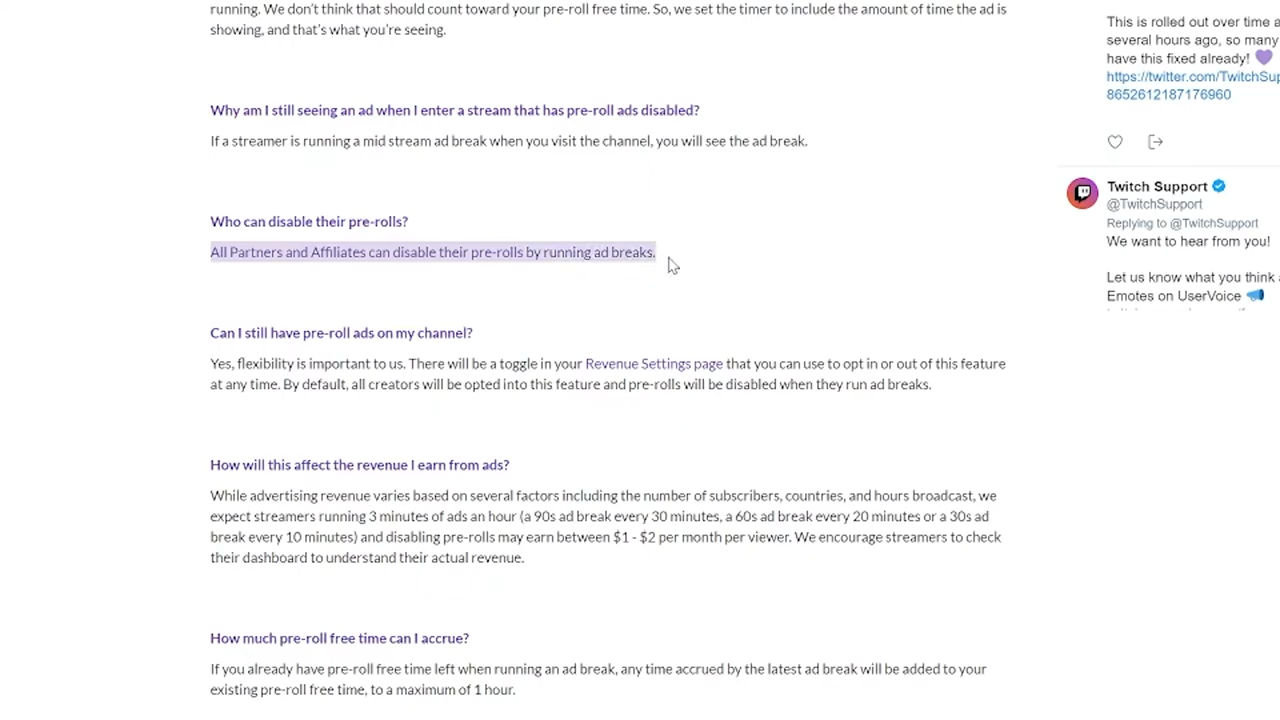 running. We don't think that should count toward your pre-roll free time. So, we set the timer to include the amount of time the ad is
showing, and that's what you're seeing.
Why am I still seeing an ad when I enter a stream that has pre-roll ads disabled?
If a streamer is running a mid stream ad break when you visit the channel, you will see the ad break.
Who can disable their pre-rolls?
All Partners and Affiliates can disable their pre-rolls by running ad breaks.
Can I still have pre-roll ads on my channel?
Yes, flexibility is important to us. There will be a toggle in your Revenue Settings page that you can use to opt in or out of this feature
at any time. By default, all creators will be opted into this feature and pre-rolls will be disabled when they run ad breaks.
How will this affect the revenue I earn from ads?
While advertising revenue varies based on several factors including the number of subscribers, countries, and hours broadcast, we
expect streamers running 3 minutes of ads an hour (a 90s ad break every 30 minutes, a 60s ad break every 20 minutes or a 30s ad
break every 10 minutes) and disabling pre-rolls may earn between $1 - $2 per month per viewer. We encourage streamers to check
their dashboard to understand their actual revenue.
How much pre-roll free time can I accrue?
If you already have pre-roll free time left when running an ad break, any time accrued by the latest ad break will be added to your
existing pre-roll free time, to a maximum of 1 hour.
This is rolled out over time a
several hours ago, so many
have this fixed already! 💜
https://twitter.com/TwitchSup
8652612187176960
Twitch Support
@TwitchSupport
Replying to @TwitchSupport
We want to hear from you!
Let us know what you think a
Emotes on UserVoice 📣